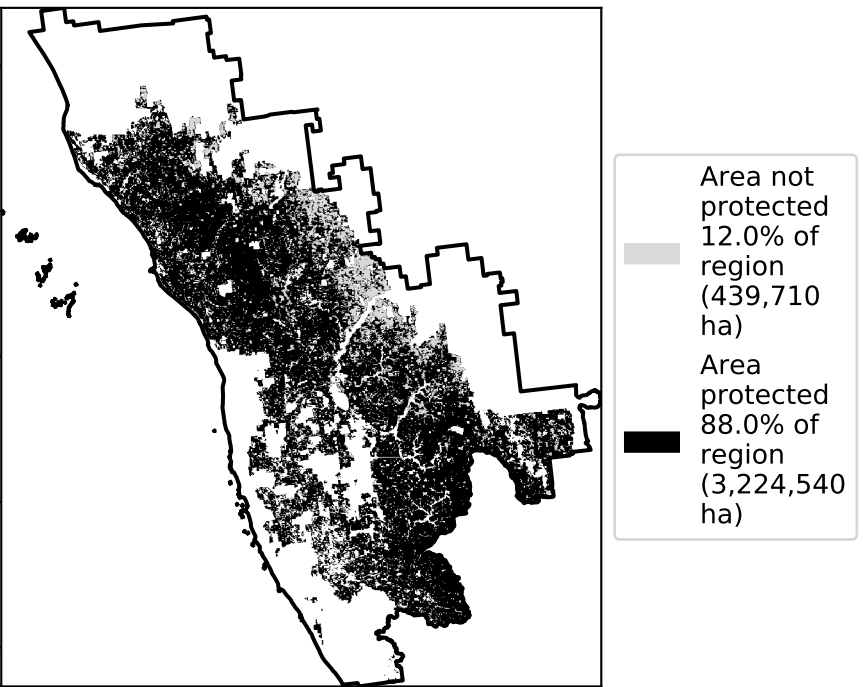 Area not
protected
12.0% of
region
(439,710
ha)
Area
protected
88.0% of
region
(3,224,540
ha)